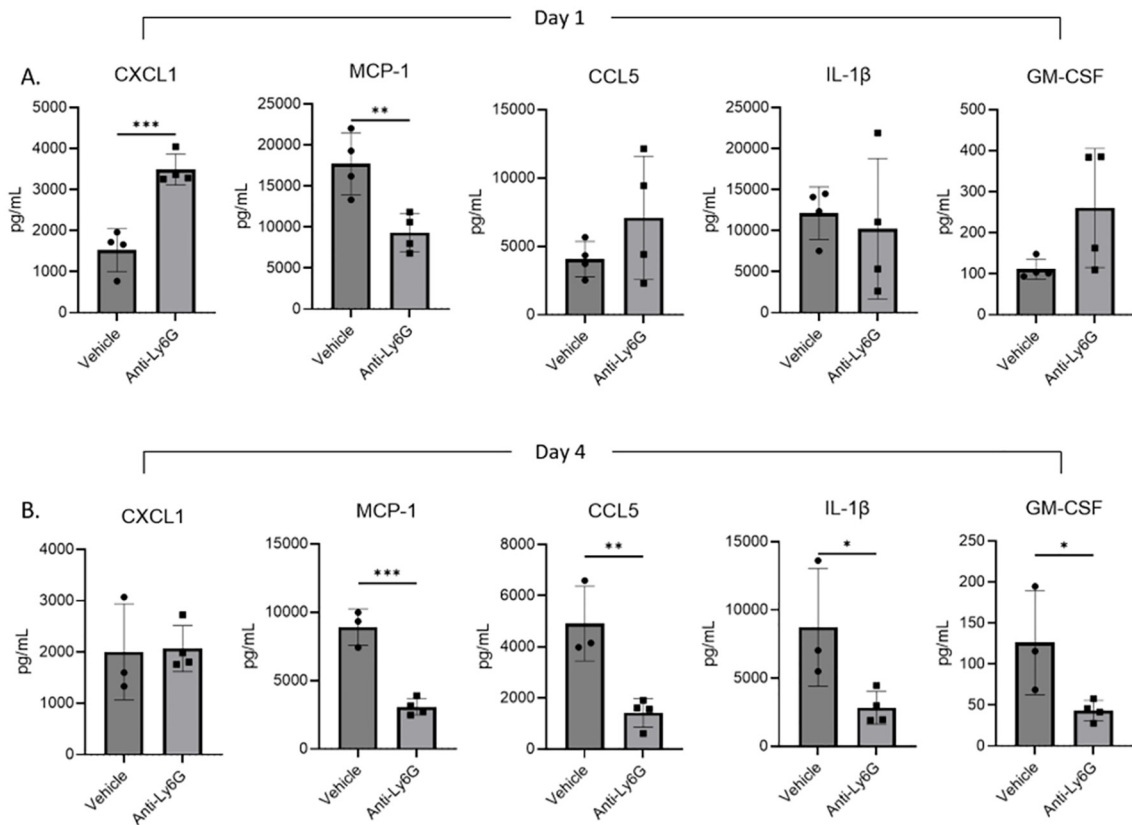 Day 1
A.
CXCL1
MCP-1
CCL5
IL-1β
GM-CSF
5000
4000
3000
2000
1000
0
pg/mL
***
Vehicle
Anti-Ly6G
25000
20000
15000
10000
5000
0
pg/mL
**
Vehicle
Anti-Ly6G
15000
10000
5000
0
pg/mL
Vehicle
Anti-Ly6G
25000
20000
15000
10000
5000
0
pg/mL
Vehicle
Anti-Ly6G
500
400
300
200
100
0
pg/mL
Vehicle
Anti-Ly6G
Day 4
B.
CXCL1
MCP-1
CCL5
IL-1β
GM-CSF
4000
3000
2000
1000
0
pg/mL
Vehicle
Anti-Ly6G
15000
10000
5000
0
pg/mL
***
Vehicle
Anti-Ly6G
8000
6000
4000
2000
0
pg/mL
**
Vehicle
Anti-Ly6G
15000
10000
5000
0
pg/mL
*
Vehicle
Anti-Ly6G
250
200
150
100
50
0
pg/mL
*
Vehicle
Anti-Ly6G